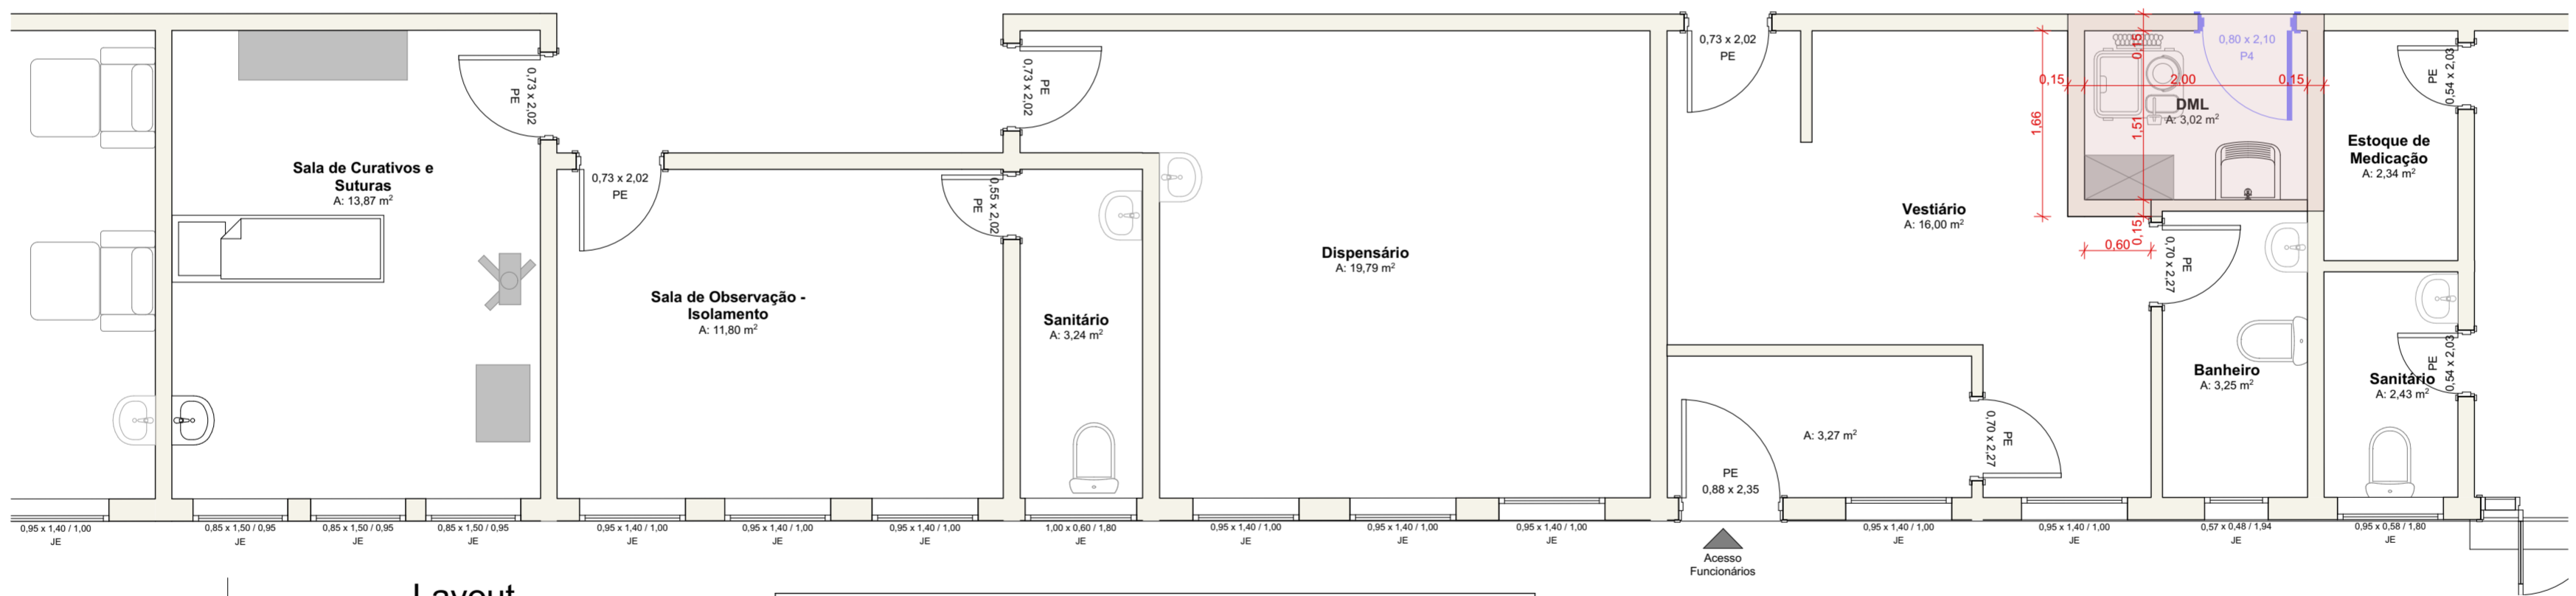 Sala de Curativos e
Suturas
A: 13,87 m²
0,73 x 2,02
PE
0,73 x 2,02
PE
Sala de Observação -
Isolamento
A: 11,80 m²
0,55 x 2,02
PE
Sanitário
A: 3,24 m²
0,73 x 2,02
PE
Dispensário
A: 19,79 m²
0,73 x 2,02
PE
Vestiário
A: 16,00 m²
A: 3,27 m²
PE
0,88 x 2,35
0,70 x 2,27
PE
0,15
0,15
2,00
0,15
1,66
1,51
0,15
0,60
0,80 x 2,10
P4
DML
A: 3,02 m²
0,70 x 2,27
PE
Banheiro
A: 3,25 m²
PE
0,54 x 2,03
Estoque de
Medicação
A: 2,34 m²
PE
0,54 x 2,03
Sanitário
A: 2,43 m²
0,95 x 1,40 / 1,00
JE
0,85 x 1,50 / 0,95
JE
0,85 x 1,50 / 0,95
JE
0,85 x 1,50 / 0,95
JE
0,95 x 1,40 / 1,00
JE
0,95 x 1,40 / 1,00
JE
0,95 x 1,40 / 1,00
JE
1,00 x 0,60 / 1,80
JE
0,95 x 1,40 / 1,00
JE
0,95 x 1,40 / 1,00
JE
0,95 x 1,40 / 1,00
JE
Acesso
Funcionários
0,95 x 1,40 / 1,00
JE
0,95 x 1,40 / 1,00
JE
0,57 x 0,48 / 1,94
JE
0,95 x 0,58 / 1,80
JE
Layout